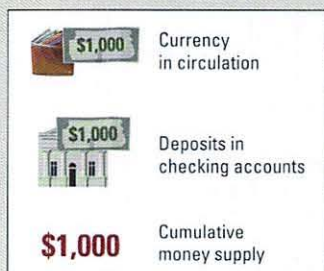 $1,000
Currency
in circulation
$1,000
Deposits in
checking accounts
$1,000
Cumulative
money supply